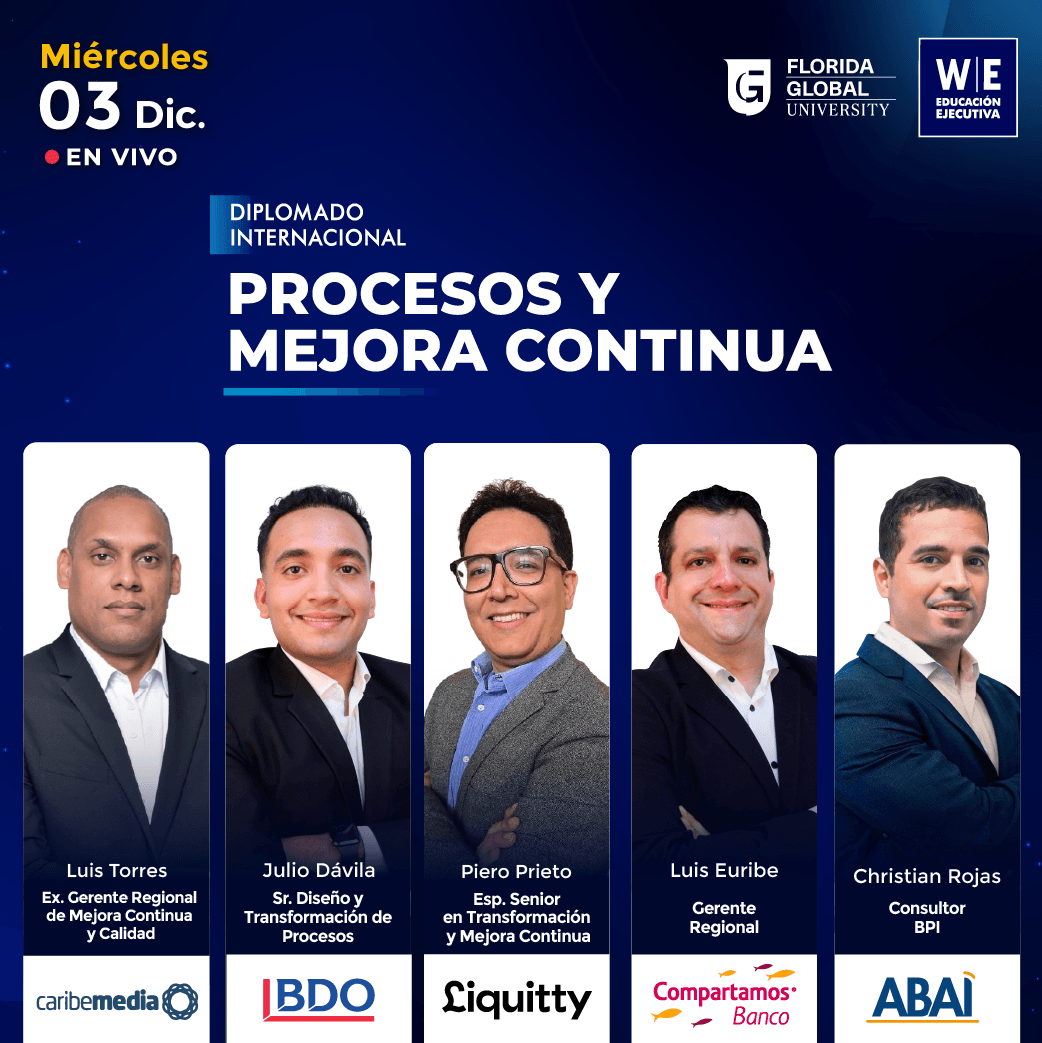 Miércoles
03 Dic.
EN VIVO
FLORIDA
GLOBAL
UNIVERSITY
W|E
EDUCACIÓN
EJECUTIVA
DIPLOMADO
INTERNACIONAL
PROCESOS Y
MEJORA CONTINUA
Luis Torres
Ex. Gerente Regional
de Mejora Continua
y Calidad
caribemedia
Julio Dávila
Sr. Diseño y
Transformación de
Procesos
BDO
Piero Prieto
Esp. Senior
en Transformación
y Mejora Continua
Liquitty
Luis Euribe
Gerente
Regional
Compartamos
Banco
Christian Rojas
Consultor
BPI
ABAI